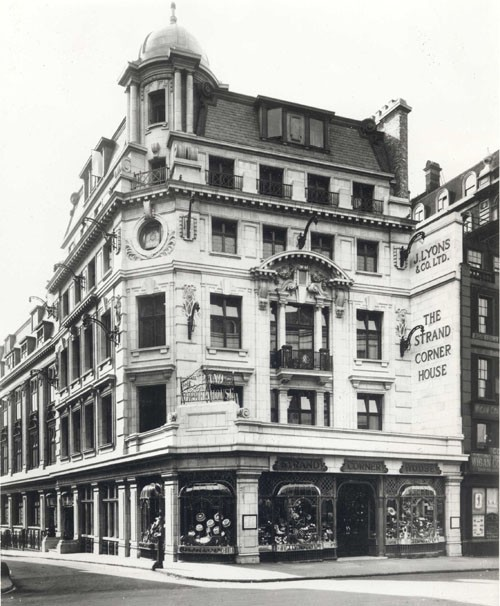 J. LYONS
& CO. LTD.
THE
STRAND
CORNER
HOUSE
STRAND CORNER HOUSE